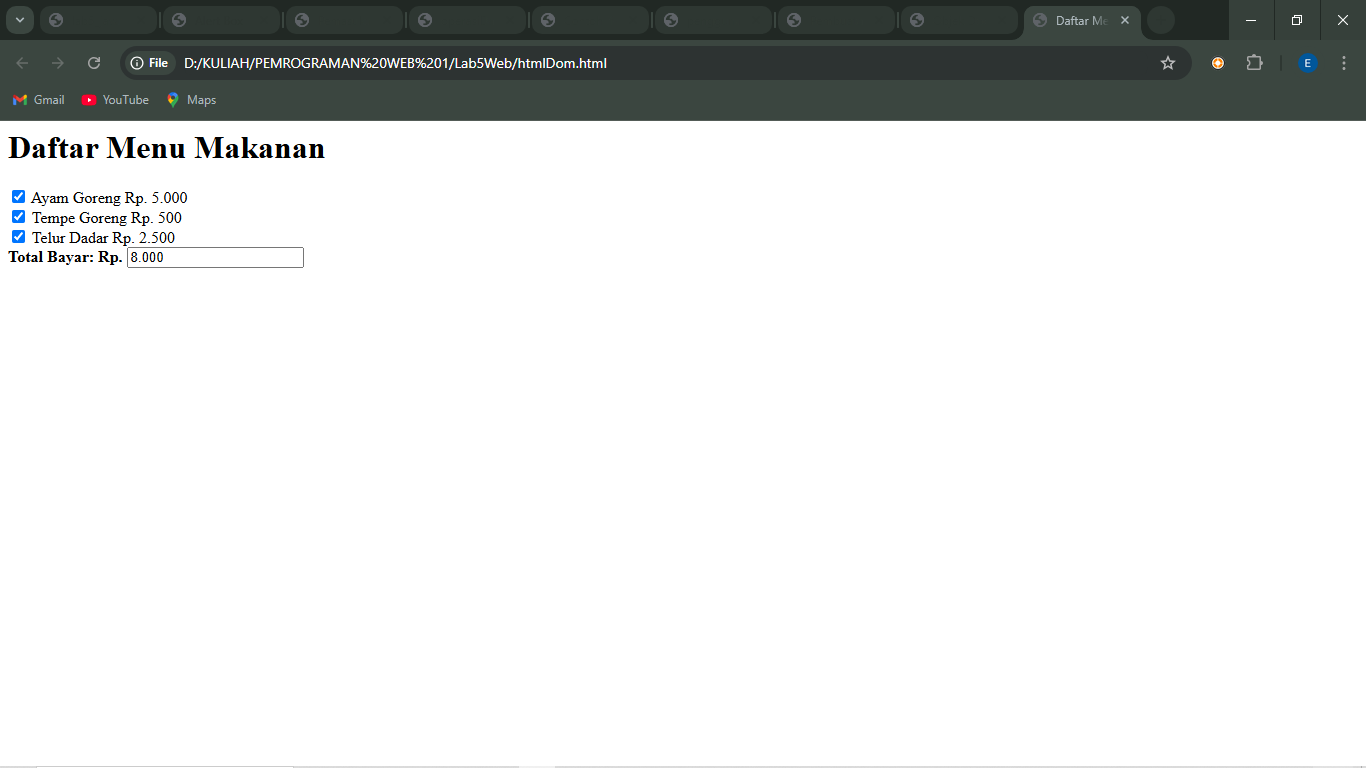 Daftar Me
File D:/KULIAH/PEMROGRAMAN%20WEB%201/Lab5Web/htmlDom.html
E
Gmail YouTube Maps
Daftar Menu Makanan
Ayam Goreng Rp. 5.000
Tempe Goreng Rp. 500
Telur Dadar Rp. 2.500
Total Bayar: Rp. 8.000